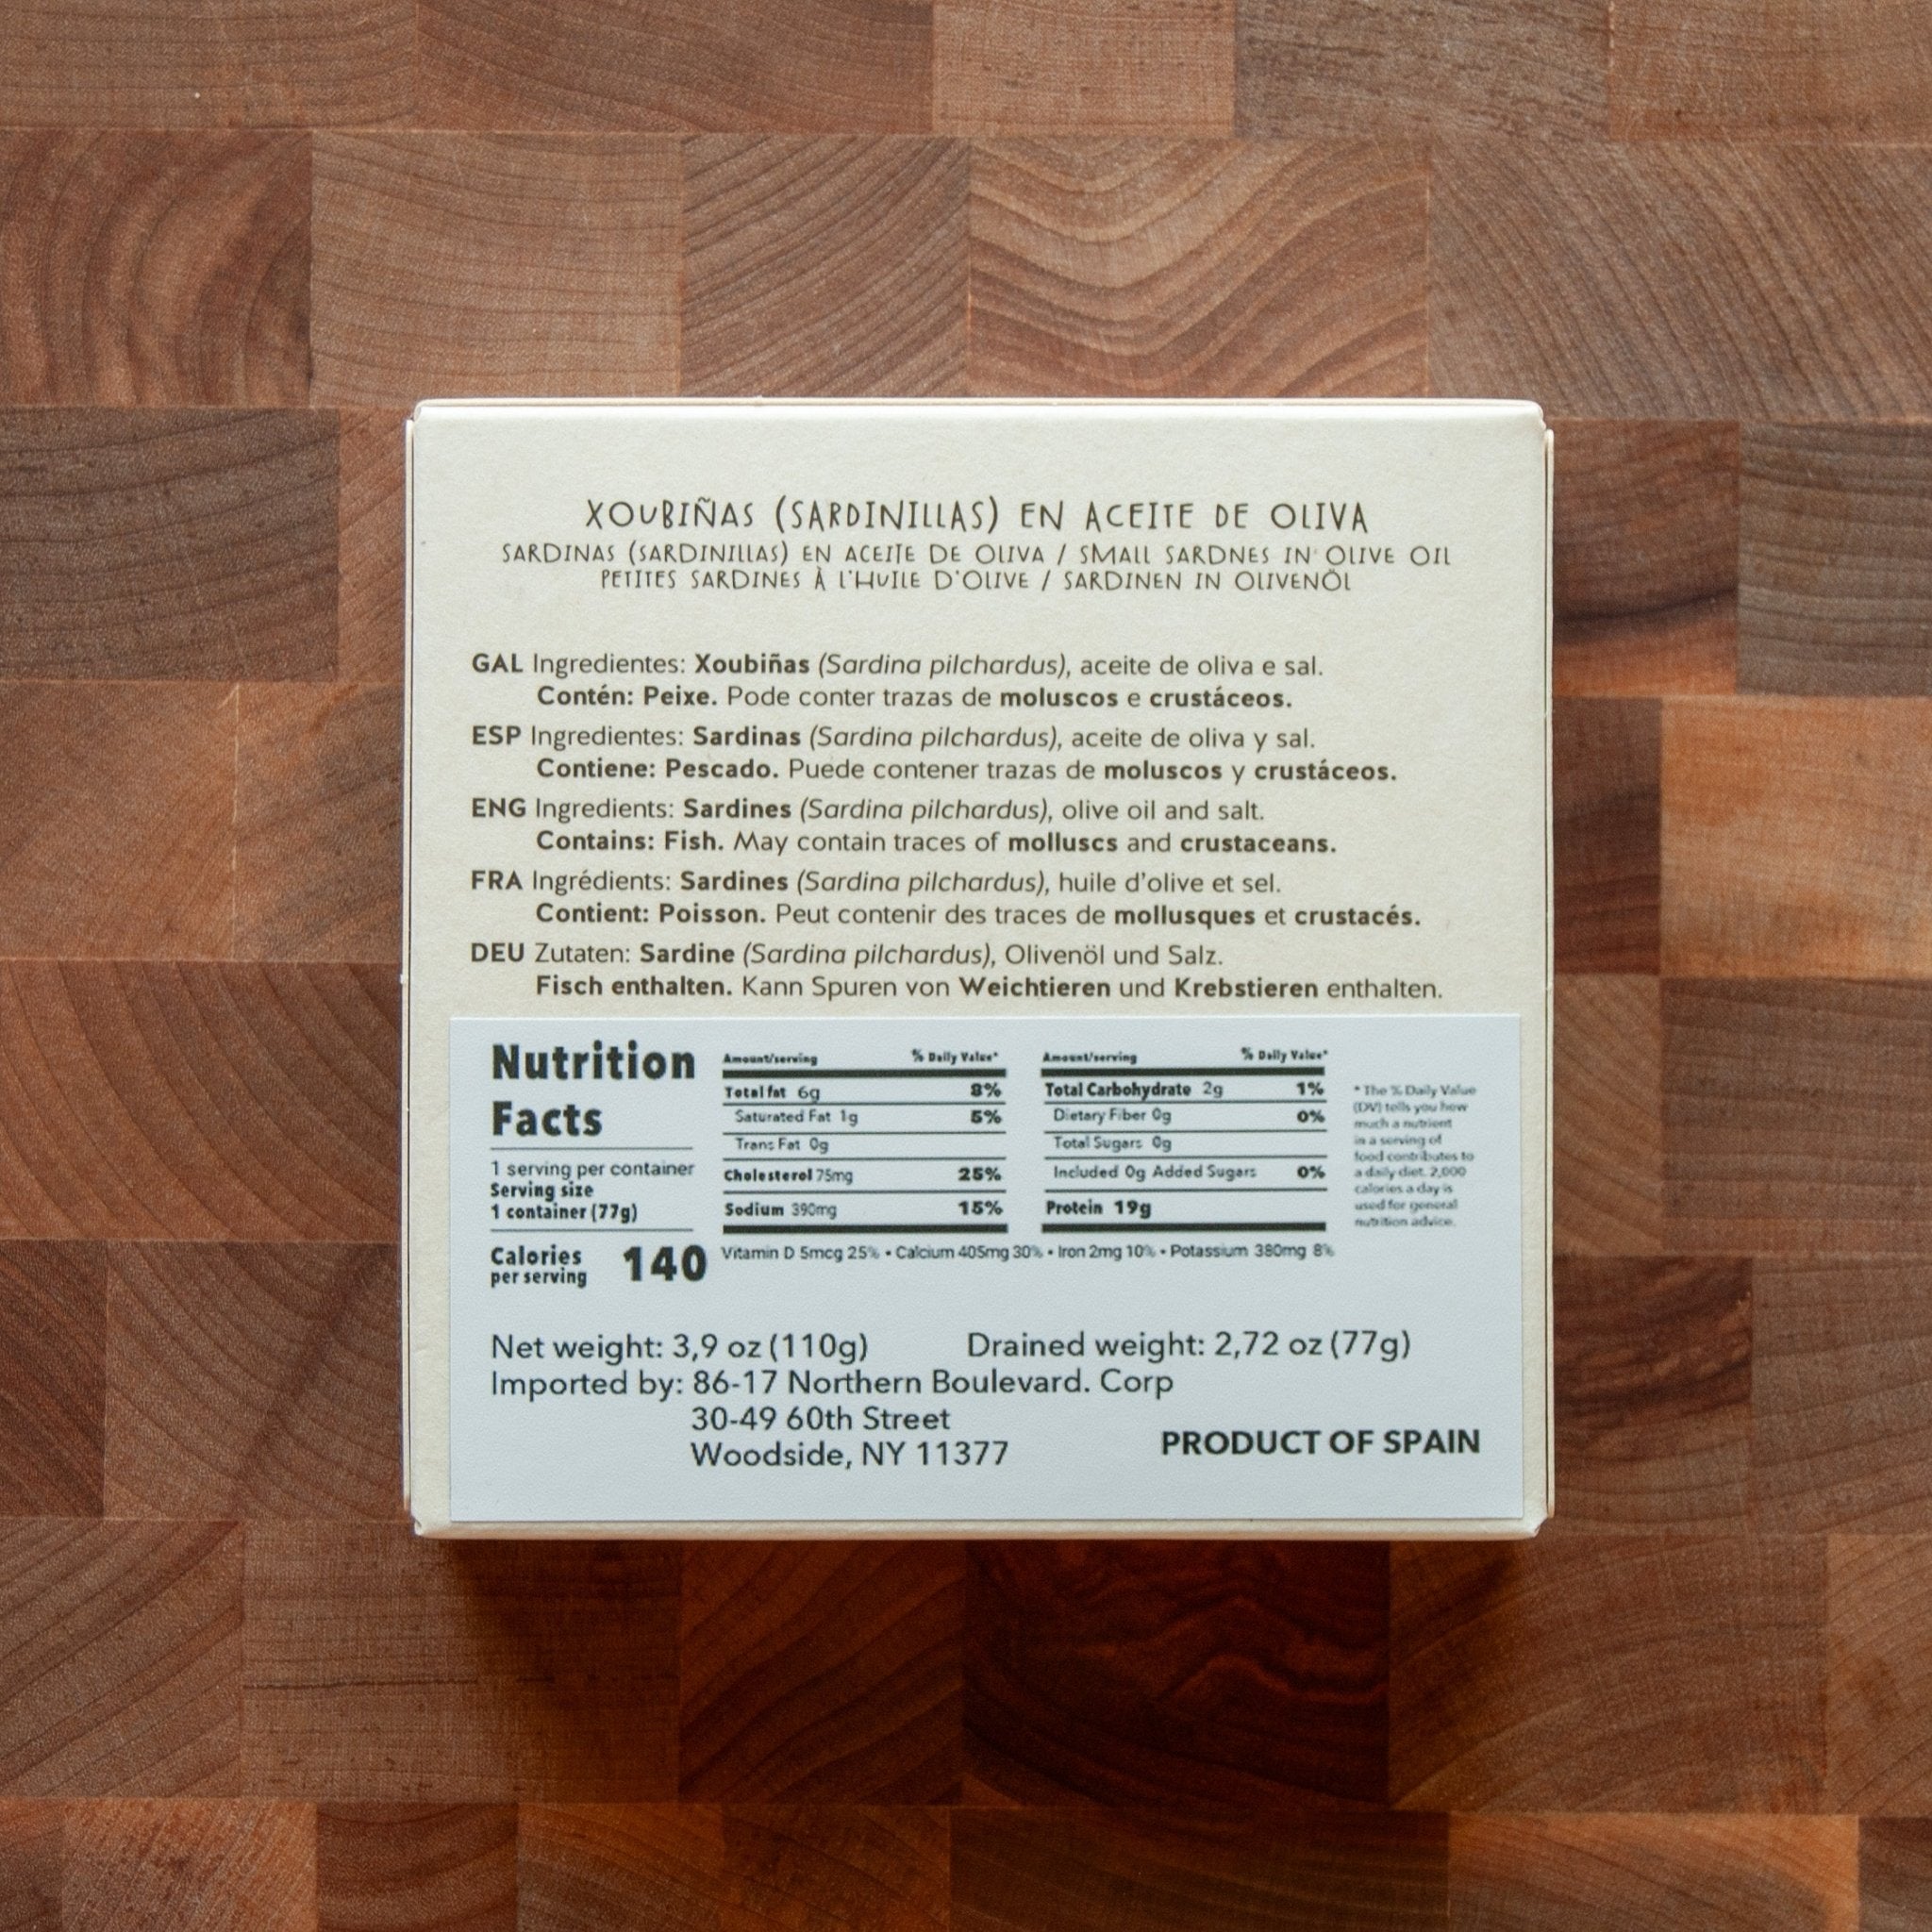 XOUBIÑAS (SARDINILLAS) EN ACEITE DE OLIVA
SARDINAS (SARDINILLAS) EN ACEITE DE OLIVA / SMALL SARDNES IN OLIVE OIL
PETITES SARDINES À L'HUILE D'OLIVE / SARDINEN IN OLIVENÖL
GAL Ingredientes: Xoubiñas (Sardina pilchardus), aceite de oliva e sal.
Contén: Peixe. Pode conter trazas de moluscos e crustáceos.
ESP Ingredientes: Sardinas (Sardina pilchardus), aceite de oliva y sal.
Contiene: Pescado. Puede contener trazas de moluscos y crustáceos.
ENG Ingredients: Sardines (Sardina pilchardus), olive oil and salt.
Contains: Fish. May contain traces of molluscs and crustaceans.
FRA Ingrédients: Sardines (Sardina pilchardus), huile d'olive et sel.
Contient: Poisson. Peut contenir des traces de mollusques et crustacés.
DEU Zutaten: Sardine (Sardina pilchardus), Olivenöl und Salz.
Fisch enthalten. Kann Spuren von Weichtieren und Krebstieren enthalten.
Nutrition
Facts
1 serving per container
Serving size
1 container (77g)
Calories
per serving 140
Amount/serving % Daily Value*
Total fat 6g 8%
Saturated Fat 1g 5%
Trans Fat 0g
Cholesterol 75mg 25%
Sodium 390mg 15%
Amount/serving % Daily Value*
Total Carbohydrate 2g 1%
Dietary Fiber 0g 0%
Total Sugars 0g
Included 0g Added Sugars 0%
Protein 19g
Vitamin D 5mcg 25% • Calcium 405mg 30% • Iron 2mg 10% • Potassium 380mg 8%
* The % Daily Value
(DV) tells you how
much a nutrient
in a serving of
food contributes to
a daily diet. 2,000
calories a day is
used for general
nutrition advice.
Net weight: 3,9 oz (110g) Drained weight: 2,72 oz (77g)
Imported by: 86-17 Northern Boulevard. Corp
30-49 60th Street
Woodside, NY 11377
PRODUCT OF SPAIN